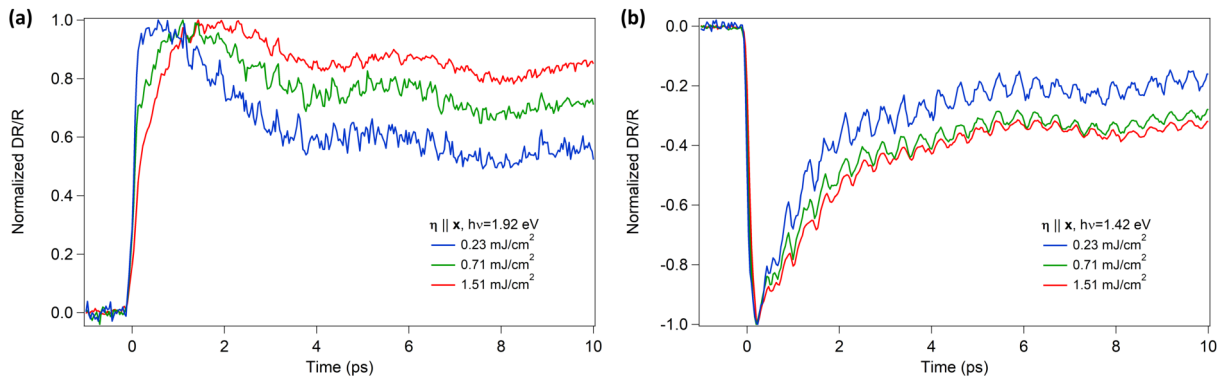 (a)
1.0
0.8
0.6
0.4
0.2
0.0
Normalized DR/R
0
2
4
6
8
10
Time (ps)
η || x, hν=1.92 eV
0.23 mJ/cm²
0.71 mJ/cm²
1.51 mJ/cm²
(b)
0.0
-0.2
-0.4
-0.6
-0.8
-1.0
Normalized DR/R
0
2
4
6
8
10
Time (ps)
η || x, hν=1.42 eV
0.23 mJ/cm²
0.71 mJ/cm²
1.51 mJ/cm²